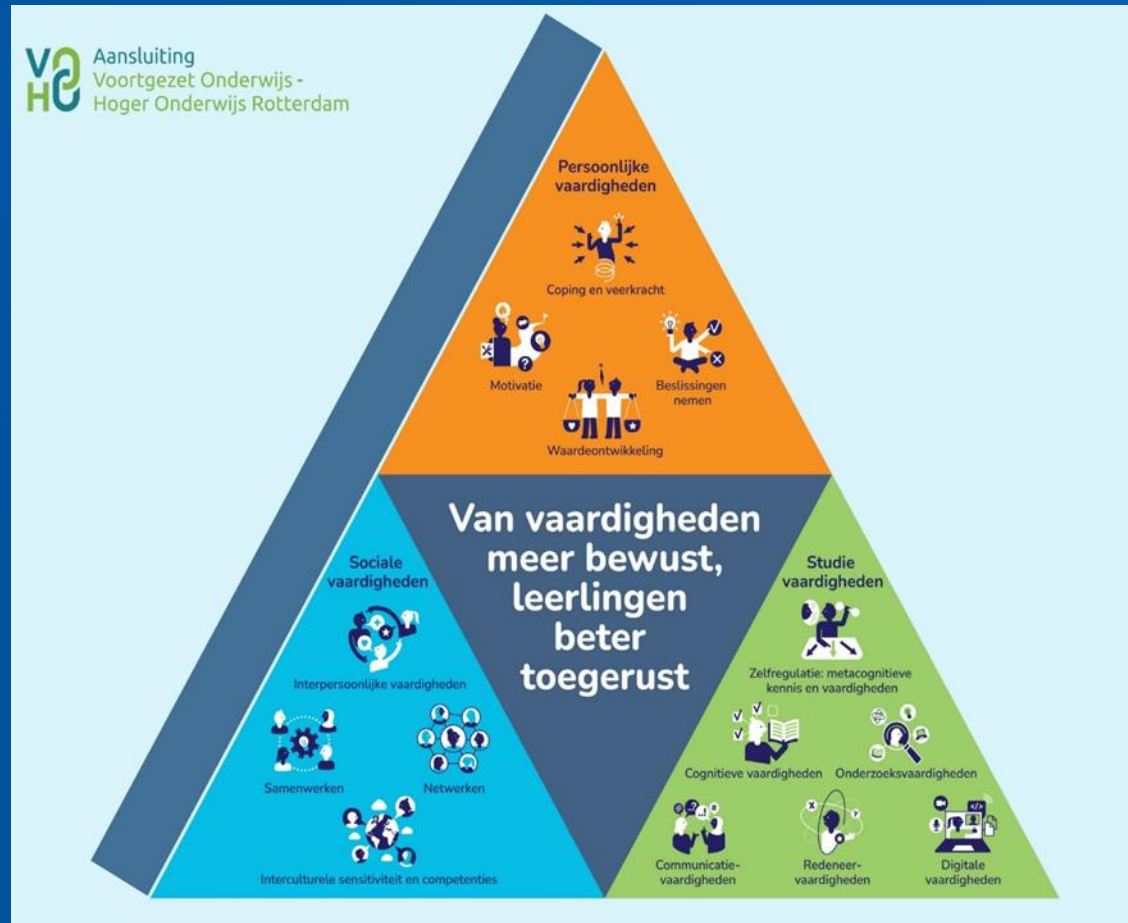 VO
HO
Aansluiting
Voortgezet Onderwijs -
Hoger Onderwijs Rotterdam
Persoonlijke
vaardigheden
Coping en veerkracht
Motivatie
Beslissingen
nemen
Waardeontwikkeling
Van vaardigheden
meer bewust,
leerlingen
beter
toegerust
Sociale
vaardigheden
Interpersoonlijke vaardigheden
Samenwerken
Netwerken
Interculturele sensitiviteit en competenties
Studie
vaardigheden
Zelfregulatie: metacognitieve
kennis en vaardigheden
Cognitieve vaardigheden
Onderzoeksvaardigheden
Communicatie-
vaardigheden
Redeneer-
vaardigheden
X
Y
Digitale
vaardigheden
</>